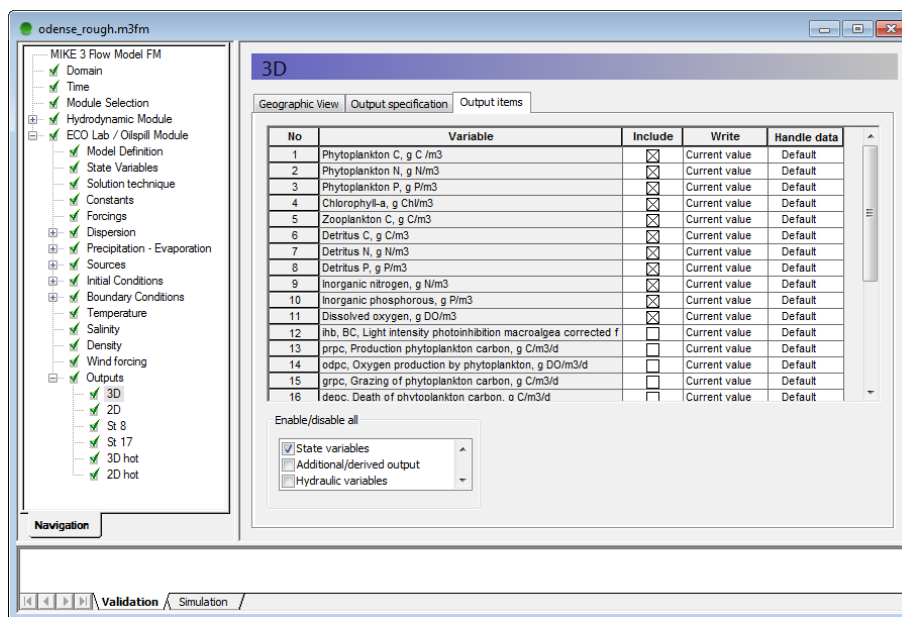 odense_rough.m3fm
MIKE 3 Flow Model FM
Domain
Time
Module Selection
Hydrodynamic Module
ECO Lab / Oilspill Module
Model Definition
State Variables
Solution technique
Constants
Forcings
Dispersion
Precipitation - Evaporation
Sources
Initial Conditions
Boundary Conditions
Temperature
Salinity
Density
Wind forcing
Outputs
3D
2D
St 8
St 17
3D hot
2D hot
Navigation
3D
Geographic View Output specification Output items
No Variable Include Write Handle data
1 Phytoplankton C, g C /m3 Current value Default
2 Phytoplankton N, g N/m3 Current value Default
3 Phytoplankton P, g P/m3 Current value Default
4 Chlorophyll-a, g Chl/m3 Current value Default
5 Zooplankton C, g C/m3 Current value Default
6 Detritus C, g C/m3 Current value Default
7 Detritus N, g N/m3 Current value Default
8 Detritus P, g P/m3 Current value Default
9 Inorganic nitrogen, g N/m3 Current value Default
10 Inorganic phosphorous, g P/m3 Current value Default
11 Dissolved oxygen, g DO/m3 Current value Default
12 ihb, BC, Light intensity photoinhibition macroalgea corrected f Current value Default
13 prpc, Production phytoplankton carbon, g C/m3/d Current value Default
14 odpc, Oxygen production by phytoplankton, g DO/m3/d Current value Default
15 grpc, Grazing of phytoplankton carbon, g C/m3/d Current value Default
16 depc, Death of phytoplankton carbon, g C/m3/d Current value Default
Enable/disable all
State variables
Additional/derived output
Hydraulic variables
Validation Simulation